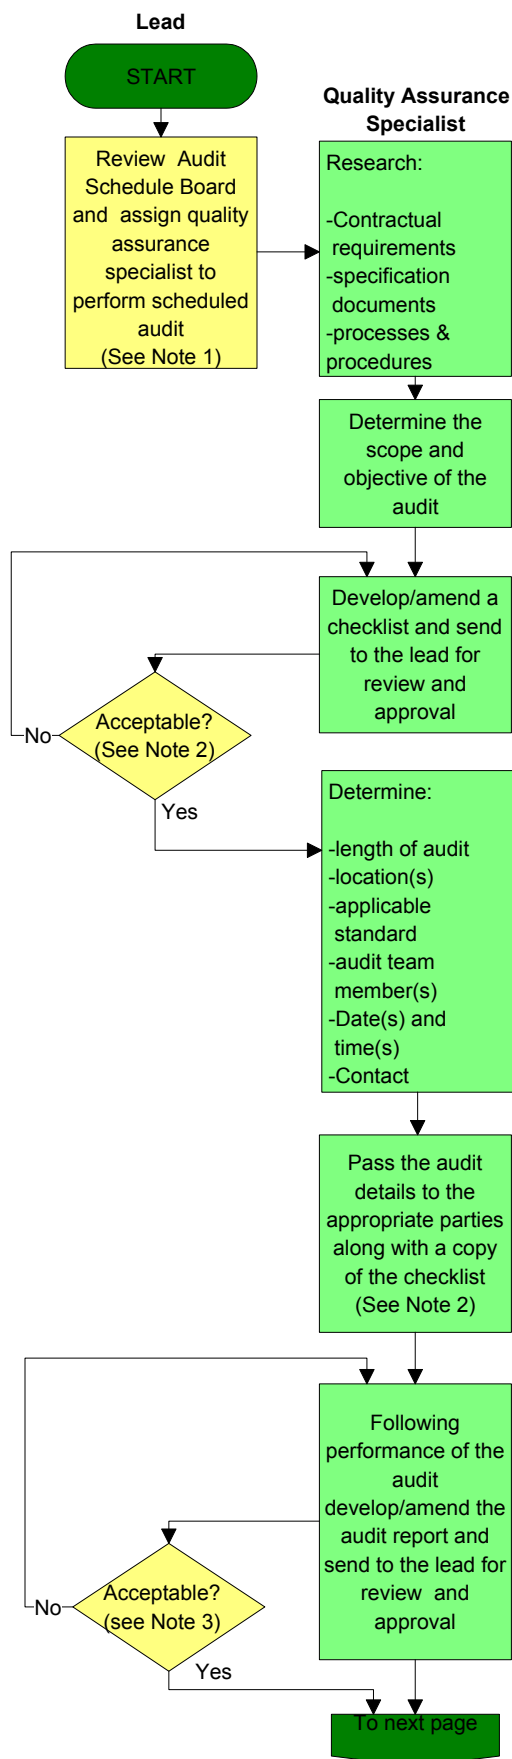 Lead
START
Quality Assurance
Specialist
Review Audit
Schedule Board
and assign quality
assurance
specialist to
perform scheduled
audit
(See Note 1)
Research:
-Contractual
requirements
-specification
documents
-processes &
procedures
Determine the
scope and
objective of the
audit
Develop/amend a
checklist and send
to the lead for
review and
approval
Acceptable?
(See Note 2)
No
Yes
Determine:
-length of audit
-location(s)
-applicable
standard
-audit team
member(s)
-Date(s) and
time(s)
-Contact
Pass the audit
details to the
appropriate parties
along with a copy
of the checklist
(See Note 2)
Following
performance of the
audit
develop/amend the
audit report and
send to the lead for
review and
approval
Acceptable?
(see Note 3)
No
Yes
To next page